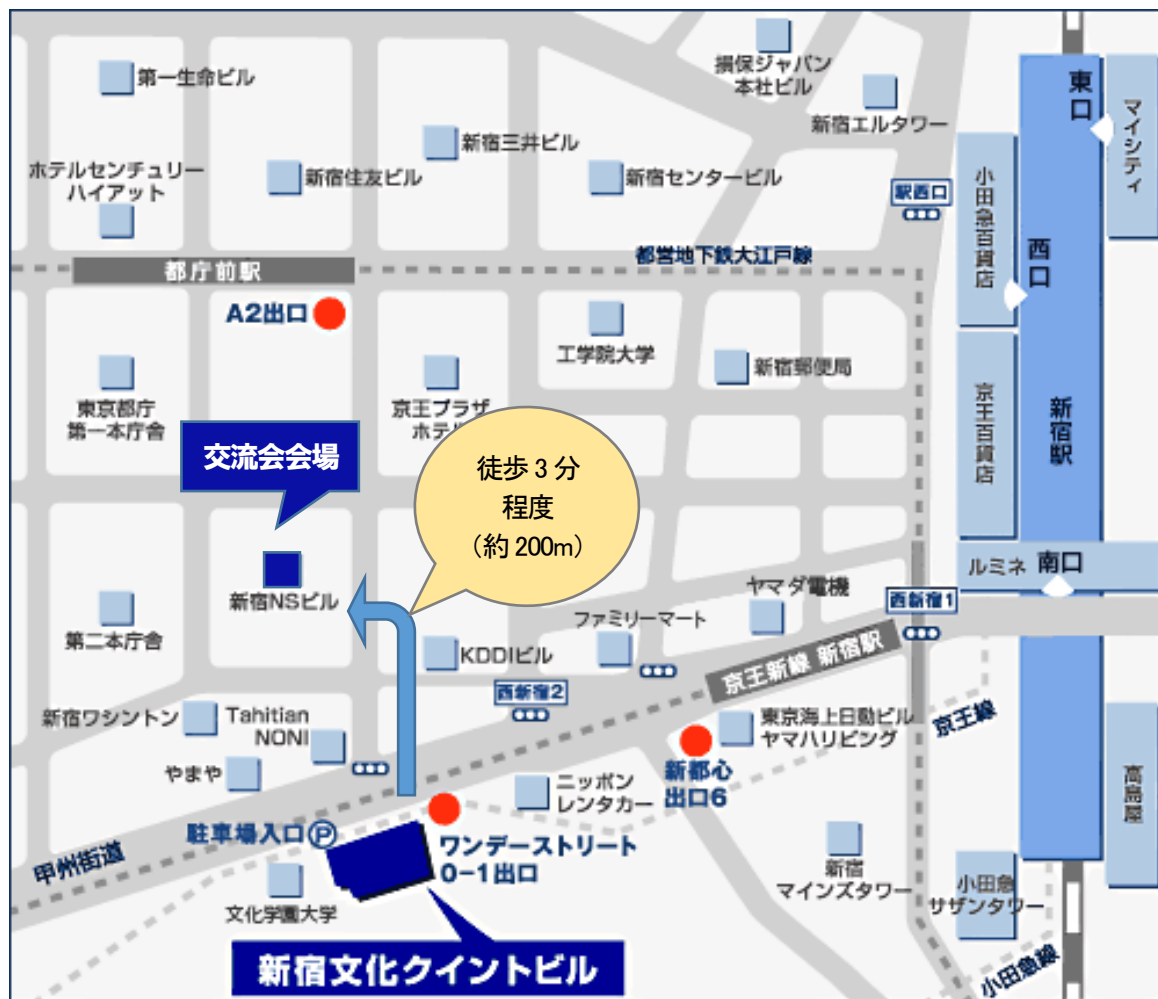 第一生命ビル
損保ジャパン
本社ビル
新宿エルタワー
東口
マイシティ
新宿三井ビル
ホテルセンチュリー
ハイアット
新宿住友ビル
新宿センタービル
駅西口
小田急百貨店
西口
都営地下鉄大江戸線
都庁前駅
A2出口
工学院大学
新宿郵便局
東京都庁
第一本庁舎
京王プラザ
京王百貨店
新宿駅
交流会会場
徒歩3分
程度
(約200m)
ルミネ 南口
新宿NSビル
ヤマダ電機
西新宿1
ファミリーマート
第二本庁舎
KDDIビル
京王新線 新宿駅
西新宿2
新宿ワシントン
Tahitian
NONI
東京海上日動ビル
ヤマハリビング
京王線
やまや
新都心
出口6
ニッポン
レンタカー
高島屋
駐車場入口Ⓟ
ワンデーストリート
0-1出口
甲州街道
新宿
マインズタワー
小田急
サザンタワー
文化学園大学
新宿文化クイントビル
小田急線